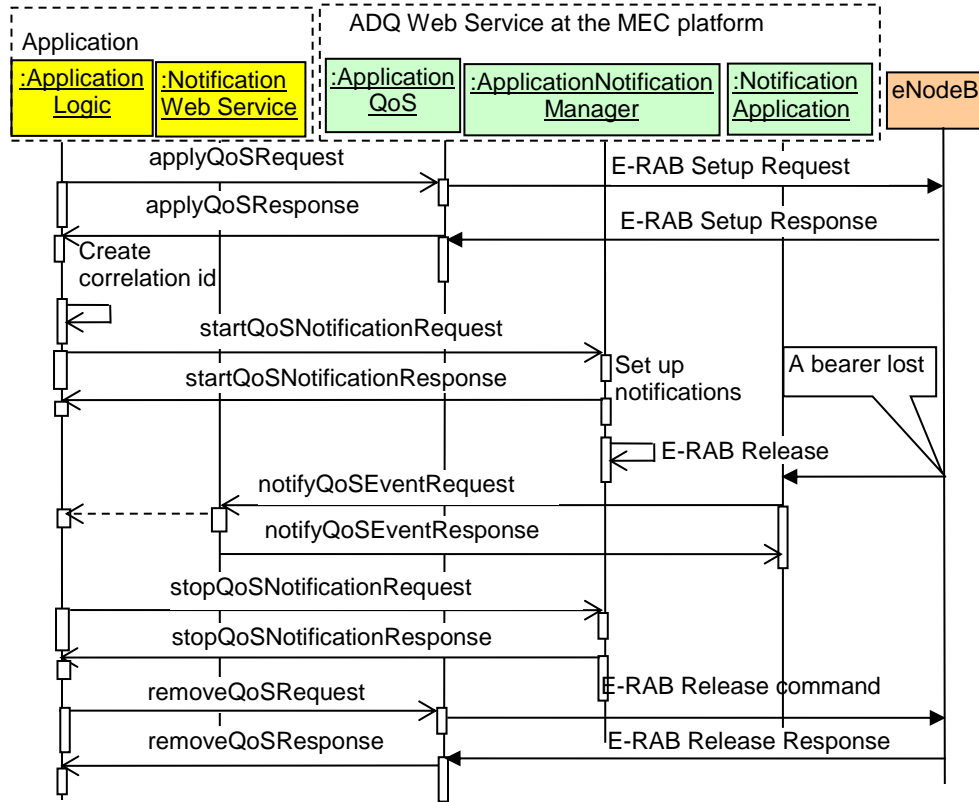 ADQ Web Service at the MEC platform
Application
:Application
Logic
:Notification
Web Service
:Application
QoS
:ApplicationNotification
Manager
:Notification
Application
eNodeB
applyQoSRequest
E-RAB Setup Request
applyQoSResponse
E-RAB Setup Response
Create
correlation id
startQoSNotificationRequest
Set up
notifications
A bearer lost
startQoSNotificationResponse
E-RAB Release
notifyQoSEventRequest
notifyQoSEventResponse
stopQoSNotificationRequest
stopQoSNotificationResponse
removeQoSRequest
E-RAB Release command
removeQoSResponse
E-RAB Release Response